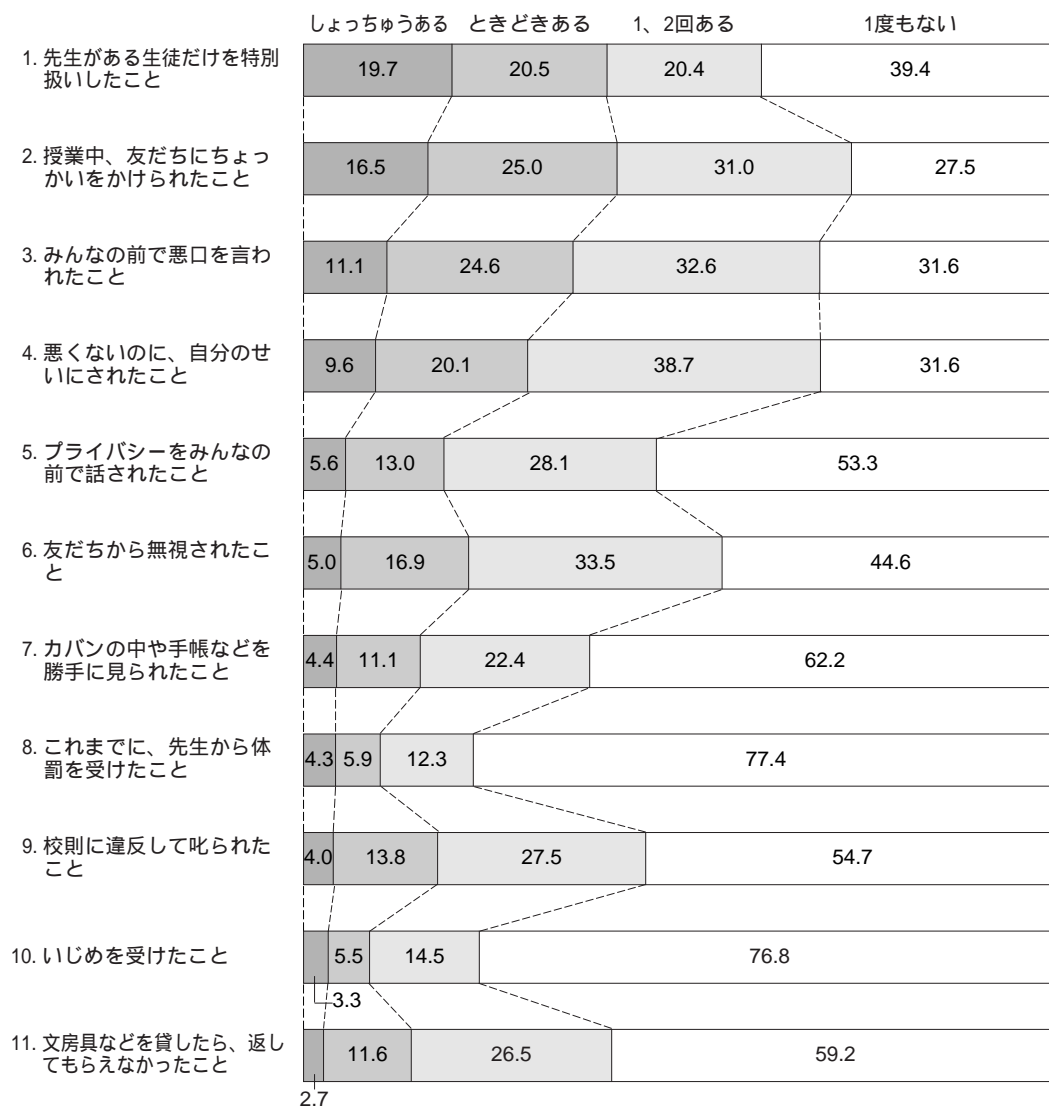 しょっちゅうある ときどきある 1、2回ある 1度もない
1. 先生がある生徒だけを特別
扱いしたこと
19.7 20.5 20.4 39.4
2. 授業中、友だちにちょっ
かいをかけられたこと
16.5 25.0 31.0 27.5
3. みんなの前で悪口を言わ
れたこと
11.1 24.6 32.6 31.6
4. 悪くないのに、自分のせ
いにされたこと
9.6 20.1 38.7 31.6
5. プライバシーをみんなの
前で話されたこと
5.6 13.0 28.1 53.3
6. 友だちから無視されたこ
と
5.0 16.9 33.5 44.6
7. カバンの中や手帳などを
勝手に見られたこと
4.4 11.1 22.4 62.2
8. これまでに、先生から体
罰を受けたこと
4.3 5.9 12.3 77.4
9. 校則に違反して叱られた
こと
4.0 13.8 27.5 54.7
10. いじめを受けたこと
5.5 14.5 76.8
3.3
11. 文房具などを貸したら、返し
てもらえなかったこと
11.6 26.5 59.2
2.7